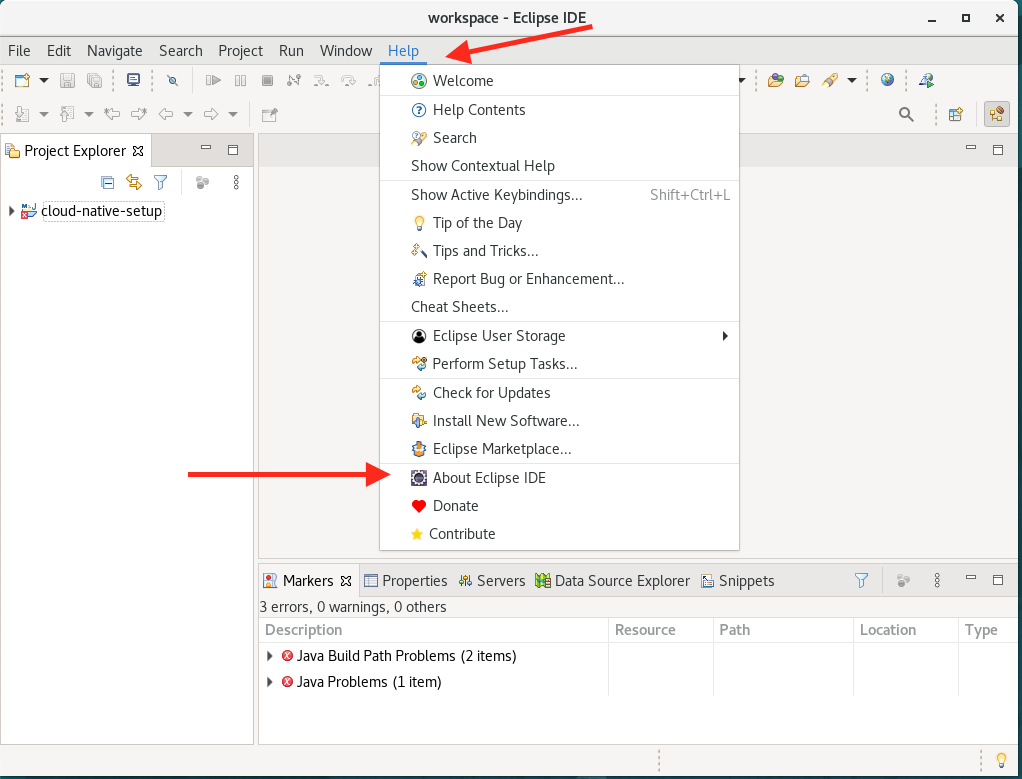 workspace - Eclipse IDE
File Edit Navigate Search Project Run Window Help
Welcome
Help Contents
Search
Show Contextual Help
Show Active Keybindings... Shift+Ctrl+L
Tip of the Day
Tips and Tricks...
Report Bug or Enhancement...
Cheat Sheets...
Eclipse User Storage
Perform Setup Tasks...
Check for Updates
Install New Software...
Eclipse Marketplace...
About Eclipse IDE
Donate
Contribute
Project Explorer
cloud-native-setup
Markers Properties Servers Data Source Explorer Snippets
3 errors, 0 warnings, 0 others
Description Resource Path Location Type
Java Build Path Problems (2 items)
Java Problems (1 item)